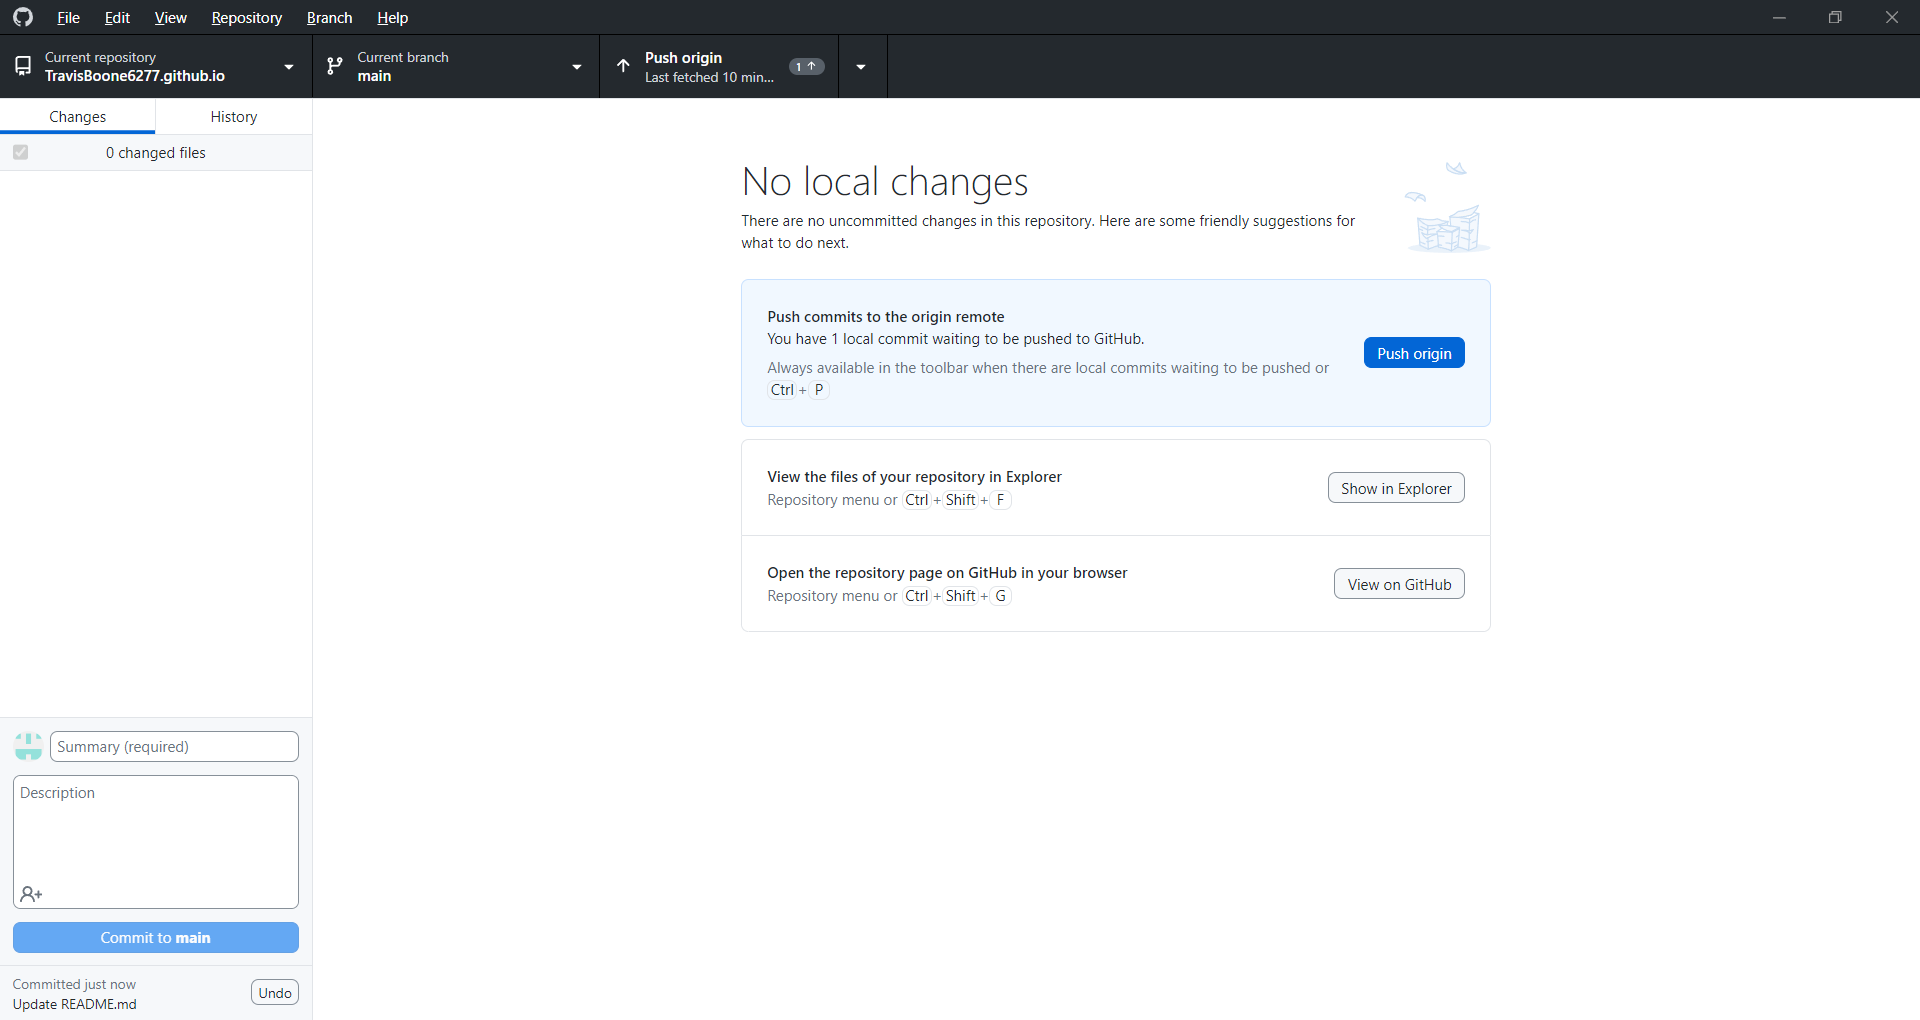 File Edit View Repository Branch Help
Current repository
TravisBoone6277.github.io
Current branch
main
Push origin
Last fetched 10 min...
1
Changes History
0 changed files
No local changes
There are no uncommitted changes in this repository. Here are some friendly suggestions for
what to do next.
Push commits to the origin remote
You have 1 local commit waiting to be pushed to GitHub.
Always available in the toolbar when there are local commits waiting to be pushed or
Ctrl + P
Push origin
View the files of your repository in Explorer
Repository menu or Ctrl + Shift + F
Show in Explorer
Open the repository page on GitHub in your browser
Repository menu or Ctrl + Shift + G
View on GitHub
Summary (required)
Description
Commit to main
Committed just now
Update README.md
Undo